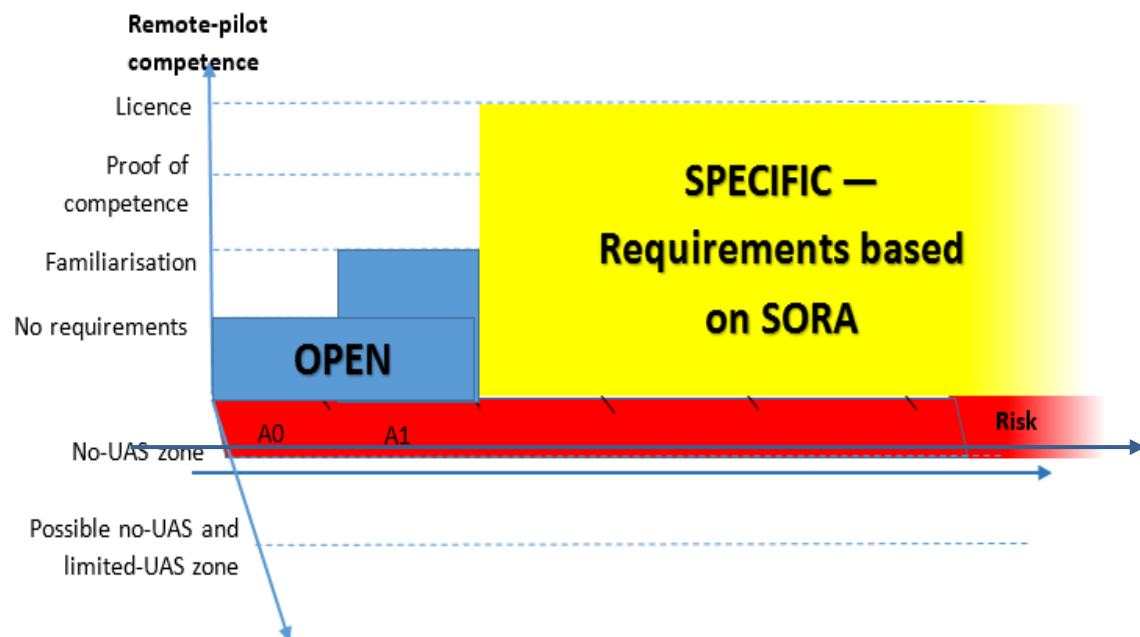 Remote-pilot
competence
Licence
Proof of
competence
Familiarisation
No requirements
SPECIFIC —
Requirements based
on SORA
OPEN
A0
A1
Risk
No-UAS zone
Possible no-UAS and
limited-UAS zone